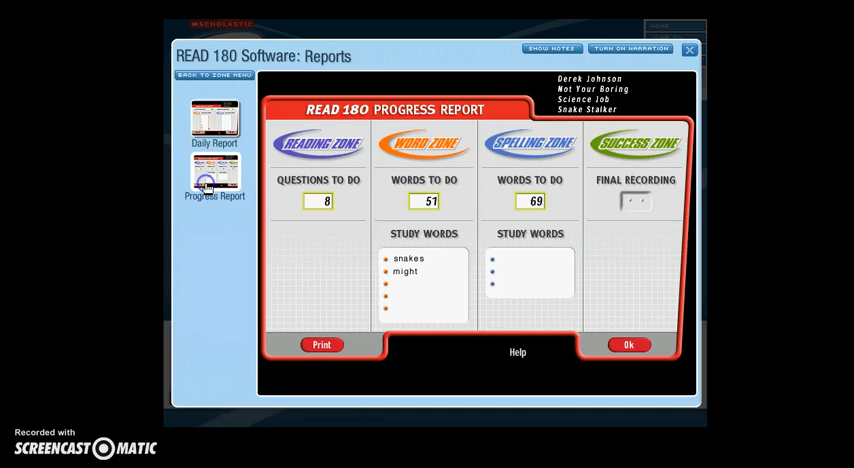 SCHOLASTIC
HOME
READ 180 Software: Reports
SHOW NOTES
TURN ON NARRATION
BACK TO ZONE MENU
Daily Report
Progress Report
Derek Johnson
Not Your Boring
Science Job
Snake Stalker
READ 180 PROGRESS REPORT
READING ZONE
WORD ZONE
SPELLING ZONE
SUCCESS ZONE
QUESTIONS TO DO
WORDS TO DO
WORDS TO DO
FINAL RECORDING
8
51
69
STUDY WORDS
STUDY WORDS
snakes
might
Print
Help
Ok
Recorded with
SCREENCAST-O-MATIC